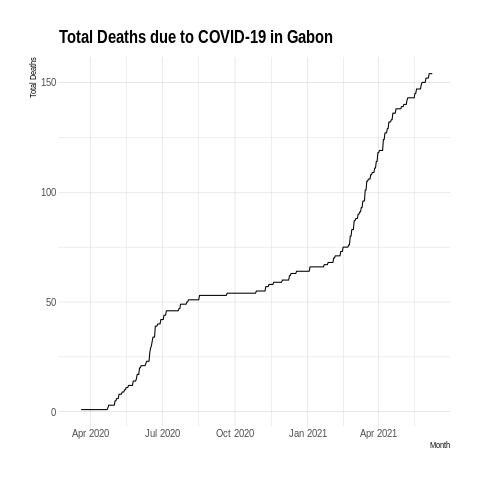 Total Deaths due to COVID-19 in Gabon
Total Deaths
150
100
50
0
Apr 2020 Jul 2020 Oct 2020 Jan 2021 Apr 2021
Month